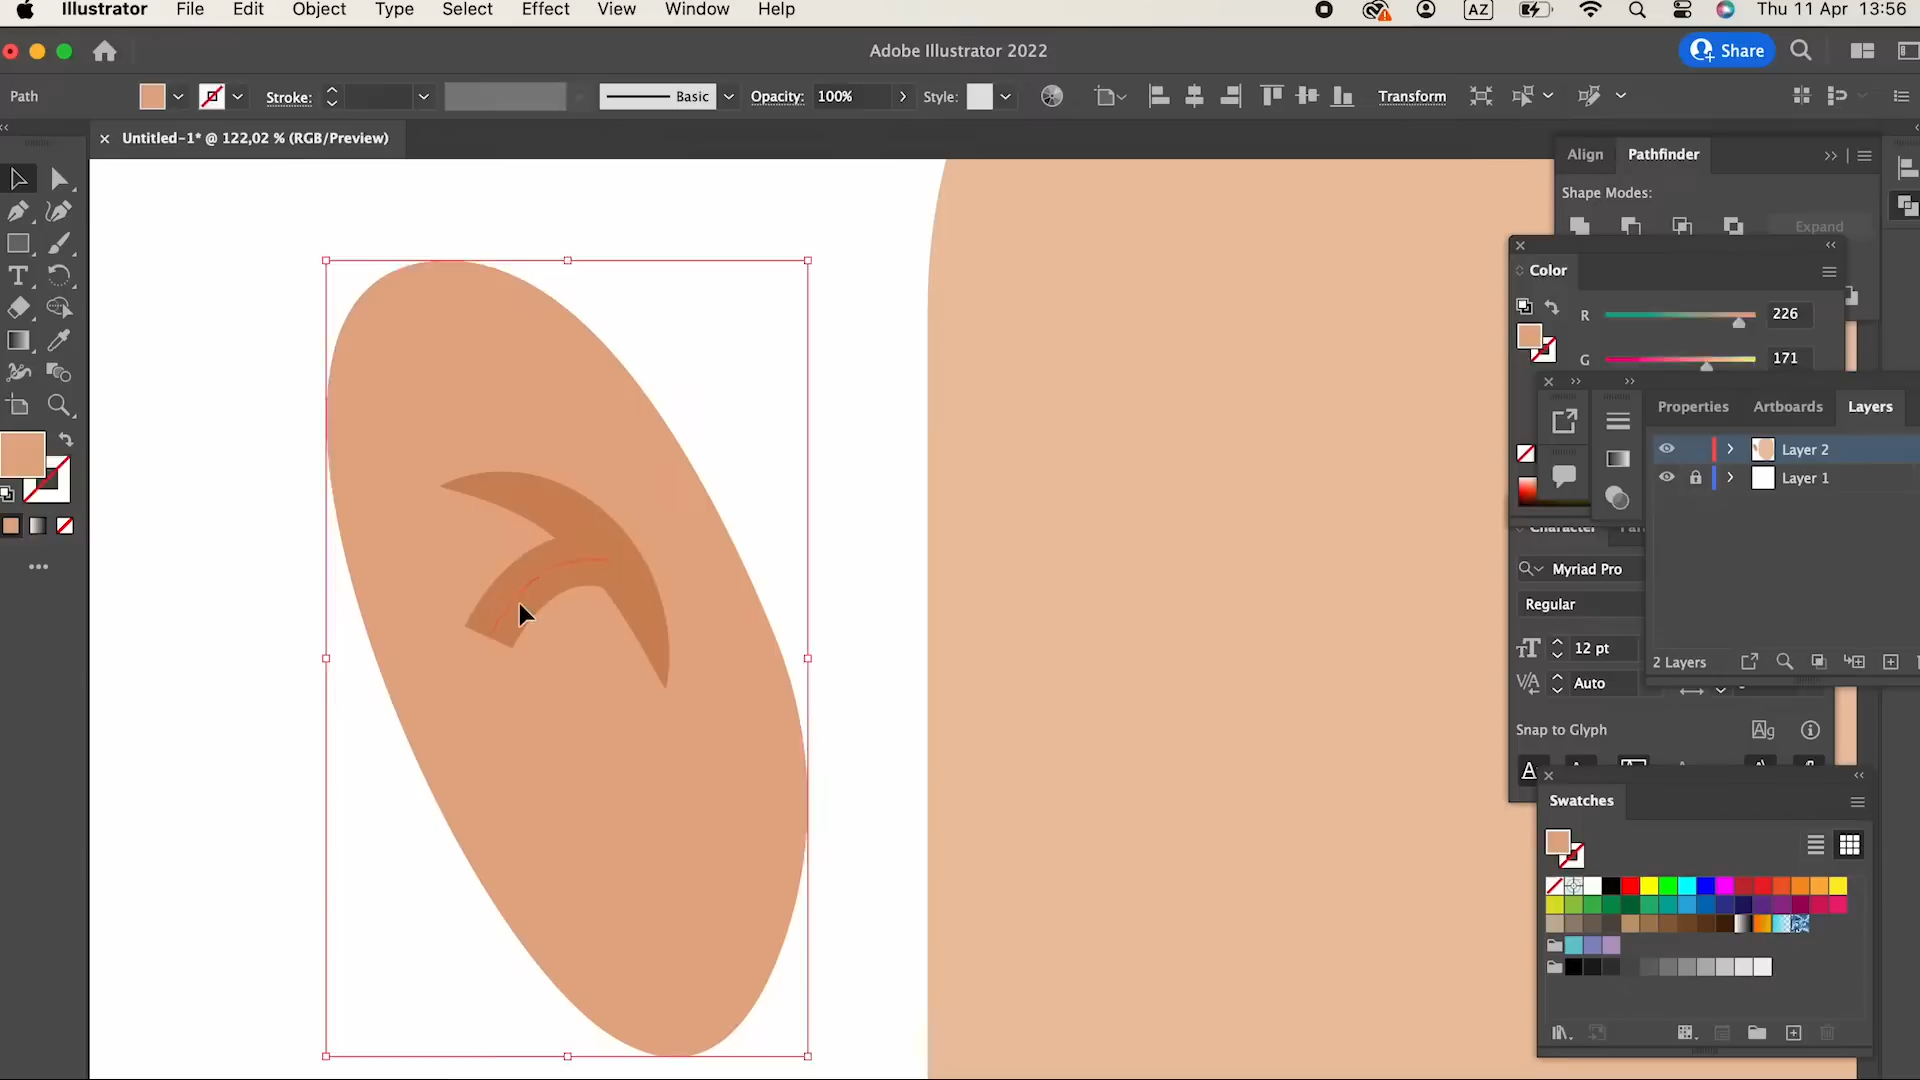 Illustrator File Edit Object Type Select Effect View Window Help AZ Thu 11 Apr 13:56
Adobe Illustrator 2022 Share
Path Stroke: Basic Opacity: 100% Style: Transform
Untitled-1* @ 122,02 % (RGB/Preview)
Align Pathfinder
Shape Modes:
Expand
Color
R 226
G 171
Properties Artboards Layers
Layer 2
Layer 1
2 Layers
Character
Myriad Pro
Regular
12 pt
Auto
Snap to Glyph
Swatches